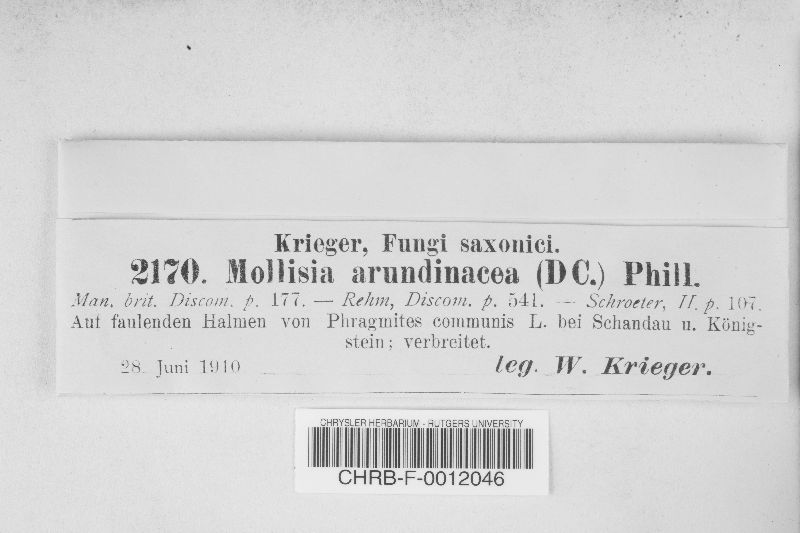 Krieger, Fungi saxonici.
2170. Mollisia arundinacea (DC.) Phill.
Man. brit. Discom. p. 177. — Rehm, Discom. p. 541. — Schroeter, II. p. 107.
Auf faulenden Halmen von Phragmites communis L. bei Schandau u. König-
stein; verbreitet.
28. Juni 1910 leg. W. Krieger.
CHRYSLER HERBARIUM - RUTGERS UNIVERSITY
CHRB-F-0012046